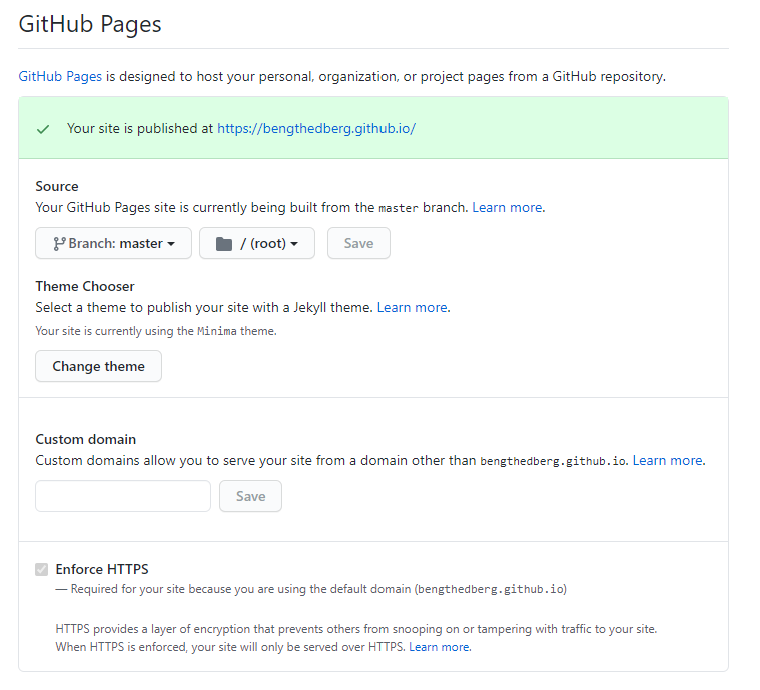 GitHub Pages
GitHub Pages is designed to host your personal, organization, or project pages from a GitHub repository.
Your site is published at https://bengthedberg.github.io/
Source
Your GitHub Pages site is currently being built from the master branch. Learn more.
Branch: master / (root) Save
Theme Chooser
Select a theme to publish your site with a Jekyll theme. Learn more.
Your site is currently using the Minima theme.
Change theme
Custom domain
Custom domains allow you to serve your site from a domain other than bengthedberg.github.io. Learn more.
Save
Enforce HTTPS
— Required for your site because you are using the default domain (bengthedberg.github.io)
HTTPS provides a layer of encryption that prevents others from snooping on or tampering with traffic to your site.
When HTTPS is enforced, your site will only be served over HTTPS. Learn more.